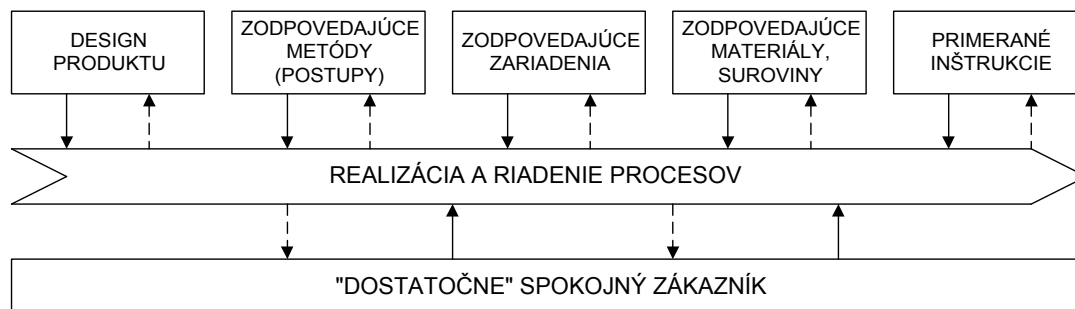 DESIGN
PRODUKTU
ZODPOVEDAJÚCE
METÓDY
(POSTUPY)
ZODPOVEDAJÚCE
ZARIADENIA
ZODPOVEDAJÚCE
MATERIÁLY,
SUROVINY
PRIMERANÉ
INŠTRUKCIE
REALIZÁCIA A RIADENIE PROCESOV
"DOSTATOČNE" SPOKOJNÝ ZÁKAZNÍK